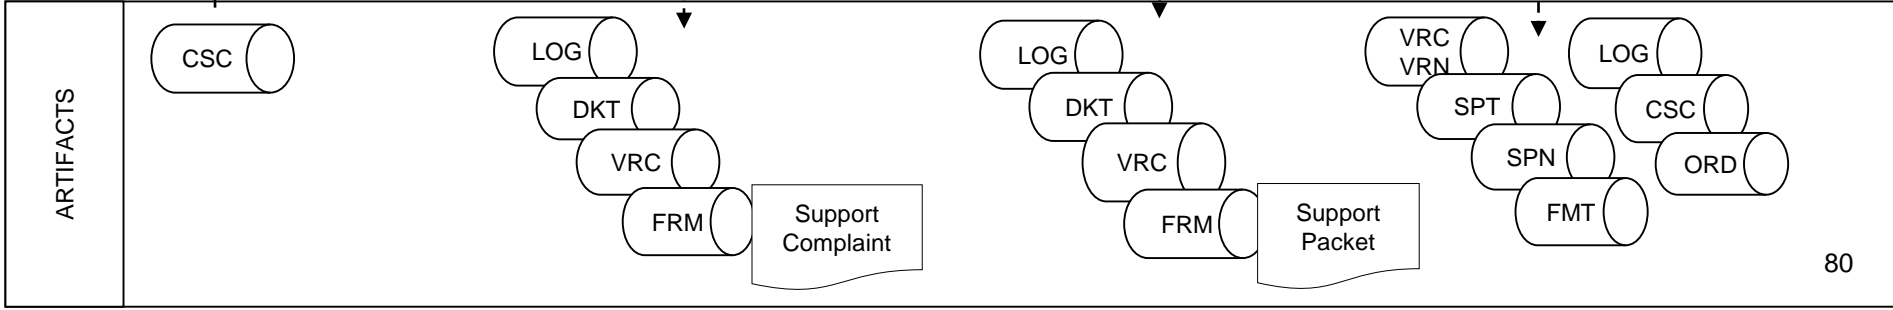 ARTIFACTS
CSC
LOG
DKT
VRC
FRM
Support
Complaint
LOG
DKT
VRC
FRM
Support
Packet
VRC
VRN
SPT
SPN
FMT
LOG
CSC
ORD
80